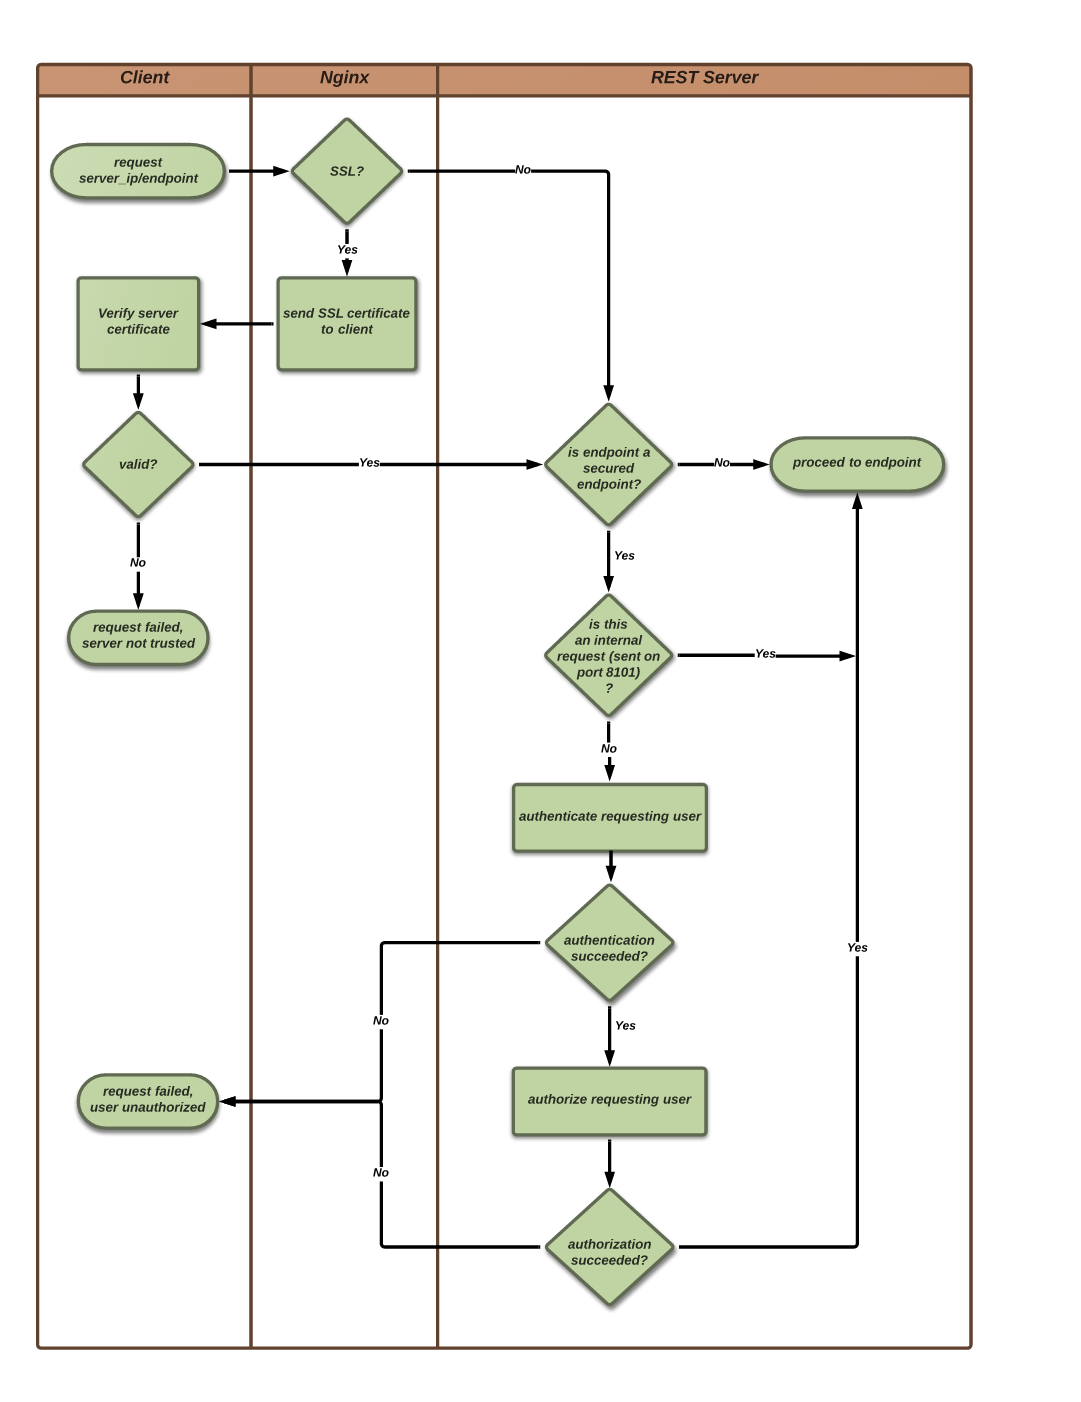 Client
Nginx
REST Server
request
server_ip/endpoint
SSL?
No
Yes
Verify server
certificate
send SSL certificate
to client
valid?
Yes
is endpoint a
secured
endpoint?
No
proceed to endpoint
Yes
No
request failed,
server not trusted
is this
an internal
request (sent on
port 8101)
?
Yes
No
authenticate requesting user
authentication
succeeded?
Yes
No
Yes
request failed,
user unauthorized
authorize requesting user
No
authorization
succeeded?